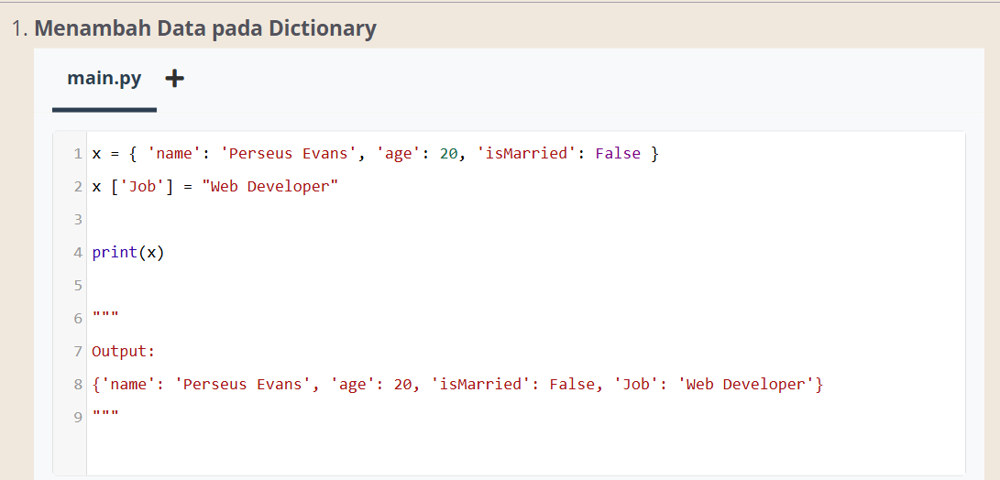 1. Menambah Data pada Dictionary
main.py +
1 x = { 'name': 'Perseus Evans', 'age': 20, 'isMarried': False }
2 x ['Job'] = "Web Developer"
3
4 print(x)
5
6 """
7 Output:
8 {'name': 'Perseus Evans', 'age': 20, 'isMarried': False, 'Job': 'Web Developer'}
9 """